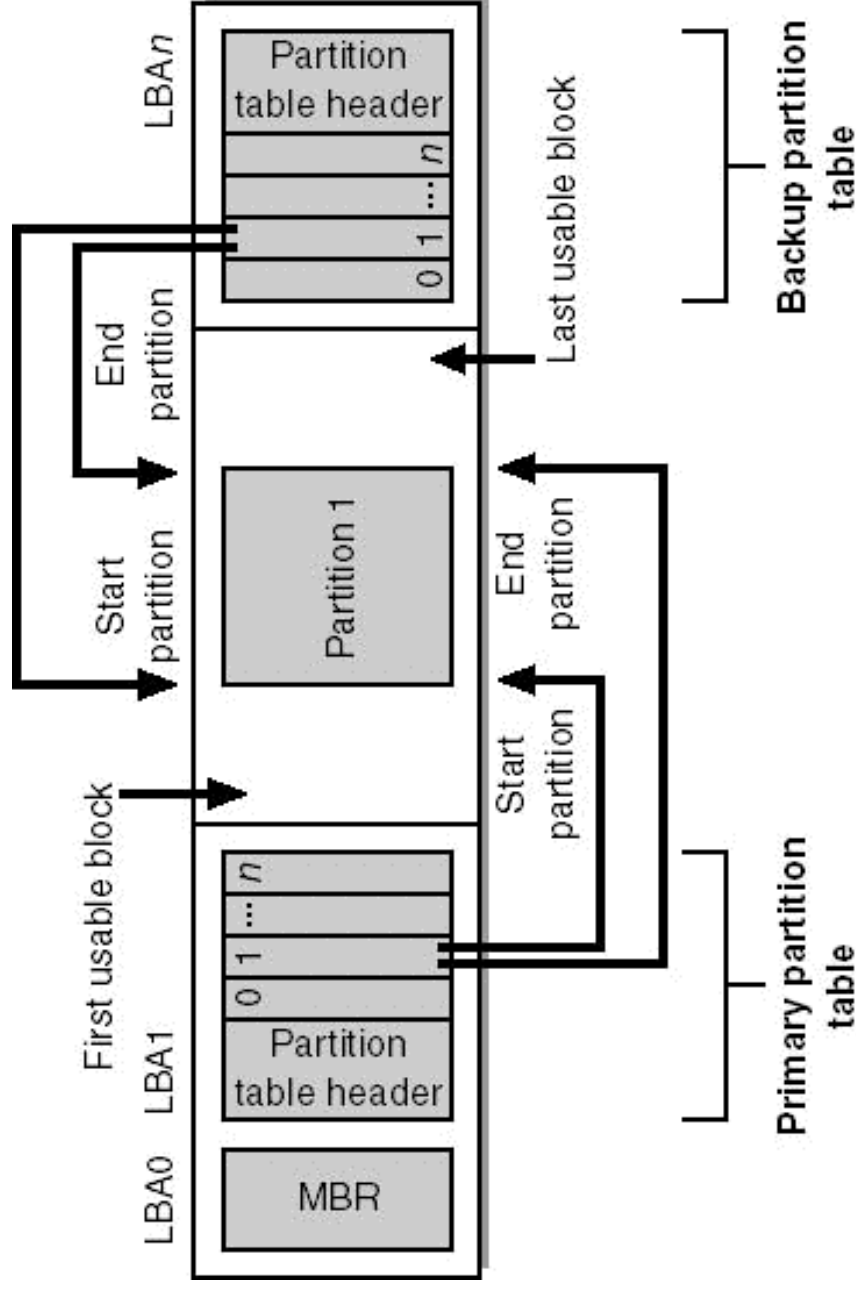 LBA0
LBA1
LBAn
First usable block
Start
partition
End
partition
MBR
Partition
table header
0
1
...
n
Partition 1
0
1
...
n
Partition
table header
Start
partition
End
partition
Last usable block
Primary partition
table
Backup partition
table